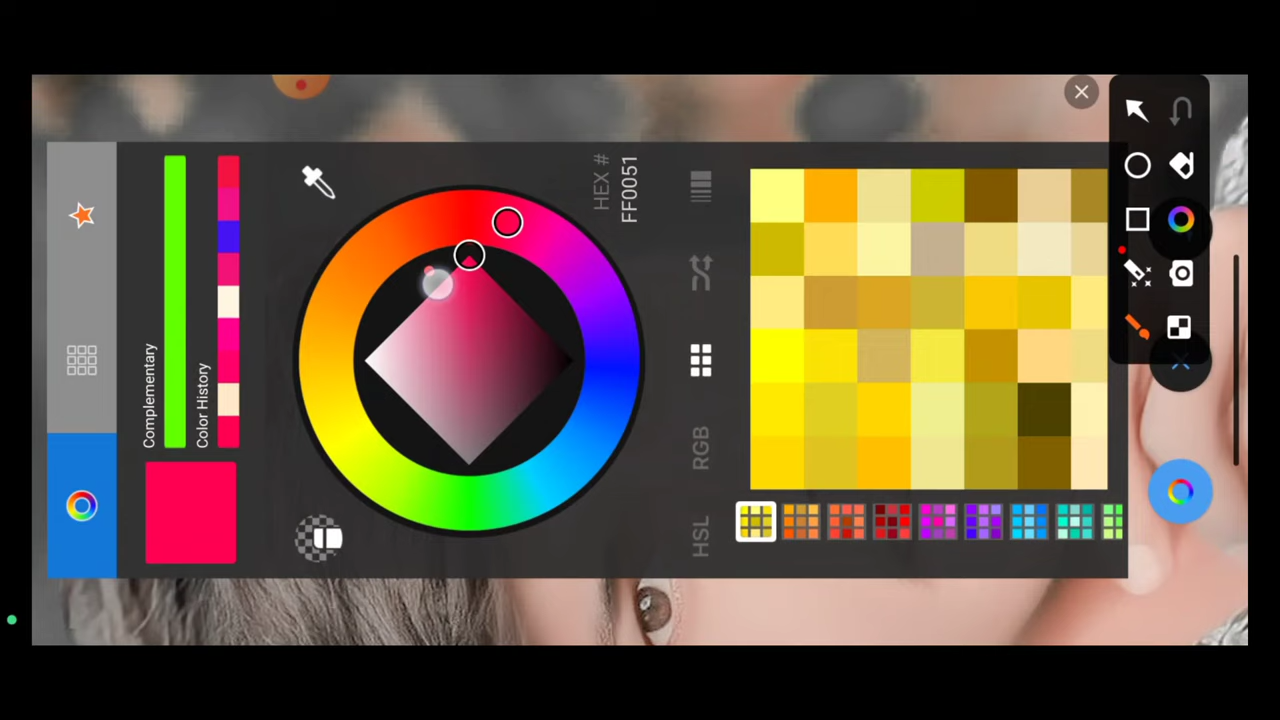 Complementary
Color History
HEX #
FF0051
RGB
HSL